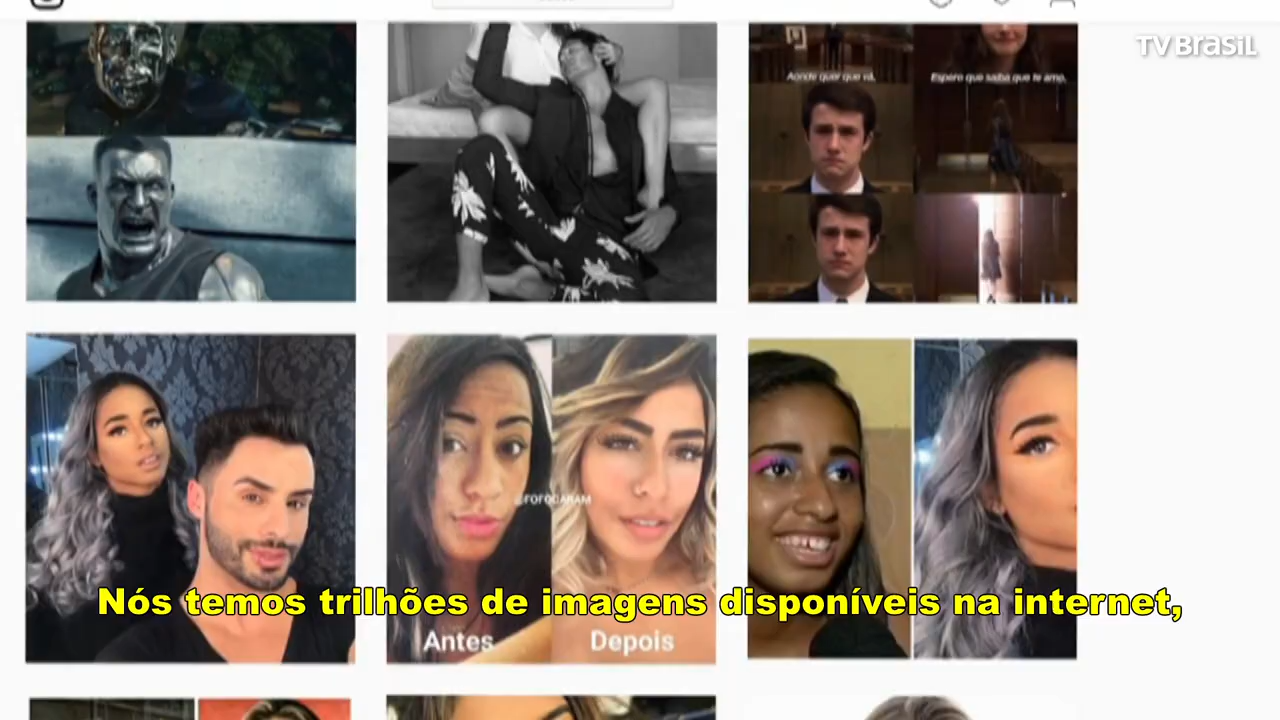 TV BRASIL
Aonde quer que vá,
Espero que saiba que te amo.
Antes
Depois
Nós temos trilhões de imagens disponíveis na internet,